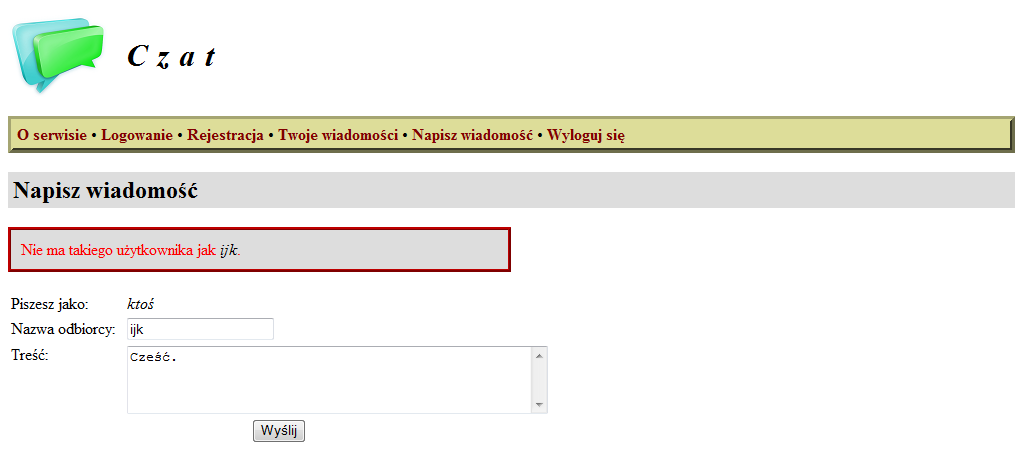 C z a t
O serwisie • Logowanie • Rejestracja • Twoje wiadomości • Napisz wiadomość • Wyloguj się
Napisz wiadomość
Nie ma takiego użytkownika jak ijk.
Piszesz jako: ktoś
Nazwa odbiorcy: ijk
Treść: Cześć.
Wyślij